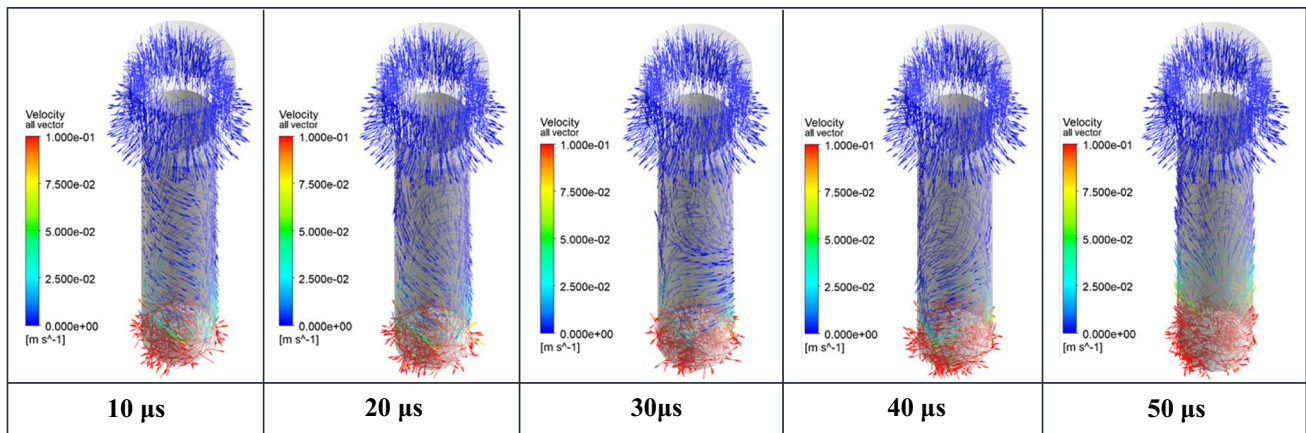 Velocity
all vector
1.000e-01
7.500e-02
5.000e-02
2.500e-02
0.000e+00
[m s^-1]
Velocity
all vector
1.000e-01
7.500e-02
5.000e-02
2.500e-02
0.000e+00
[m s^-1]
Velocity
all vector
1.000e-01
7.500e-02
5.000e-02
2.500e-02
0.000e+00
[m s^-1]
Velocity
all vector
1.000e-01
7.500e-02
5.000e-02
2.500e-02
0.000e+00
[m s^-1]
Velocity
all vector
1.000e-01
7.500e-02
5.000e-02
2.500e-02
0.000e+00
[m s^-1]
10 µs 20 µs 30µs 40 µs 50 µs